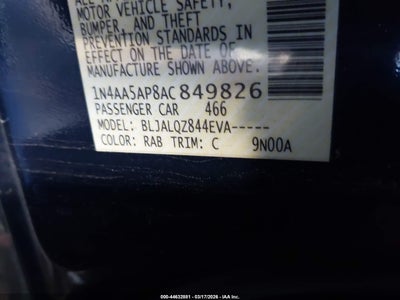 MOTOR VEHICLE SAFETY,
BUMPER, AND THEFT
PREVENTION STANDARDS IN
EFFECT ON THE DATE OF
MANUFACTURE SHOWN ABOVE.
1N4AA5AP8AC849826
PASSENGER CAR 466
MODEL: BLJALQZ844EVA-----
COLOR: RAB TRIM: C 9N00A
000-44632081 | 03/17/2026 | IAA Inc.